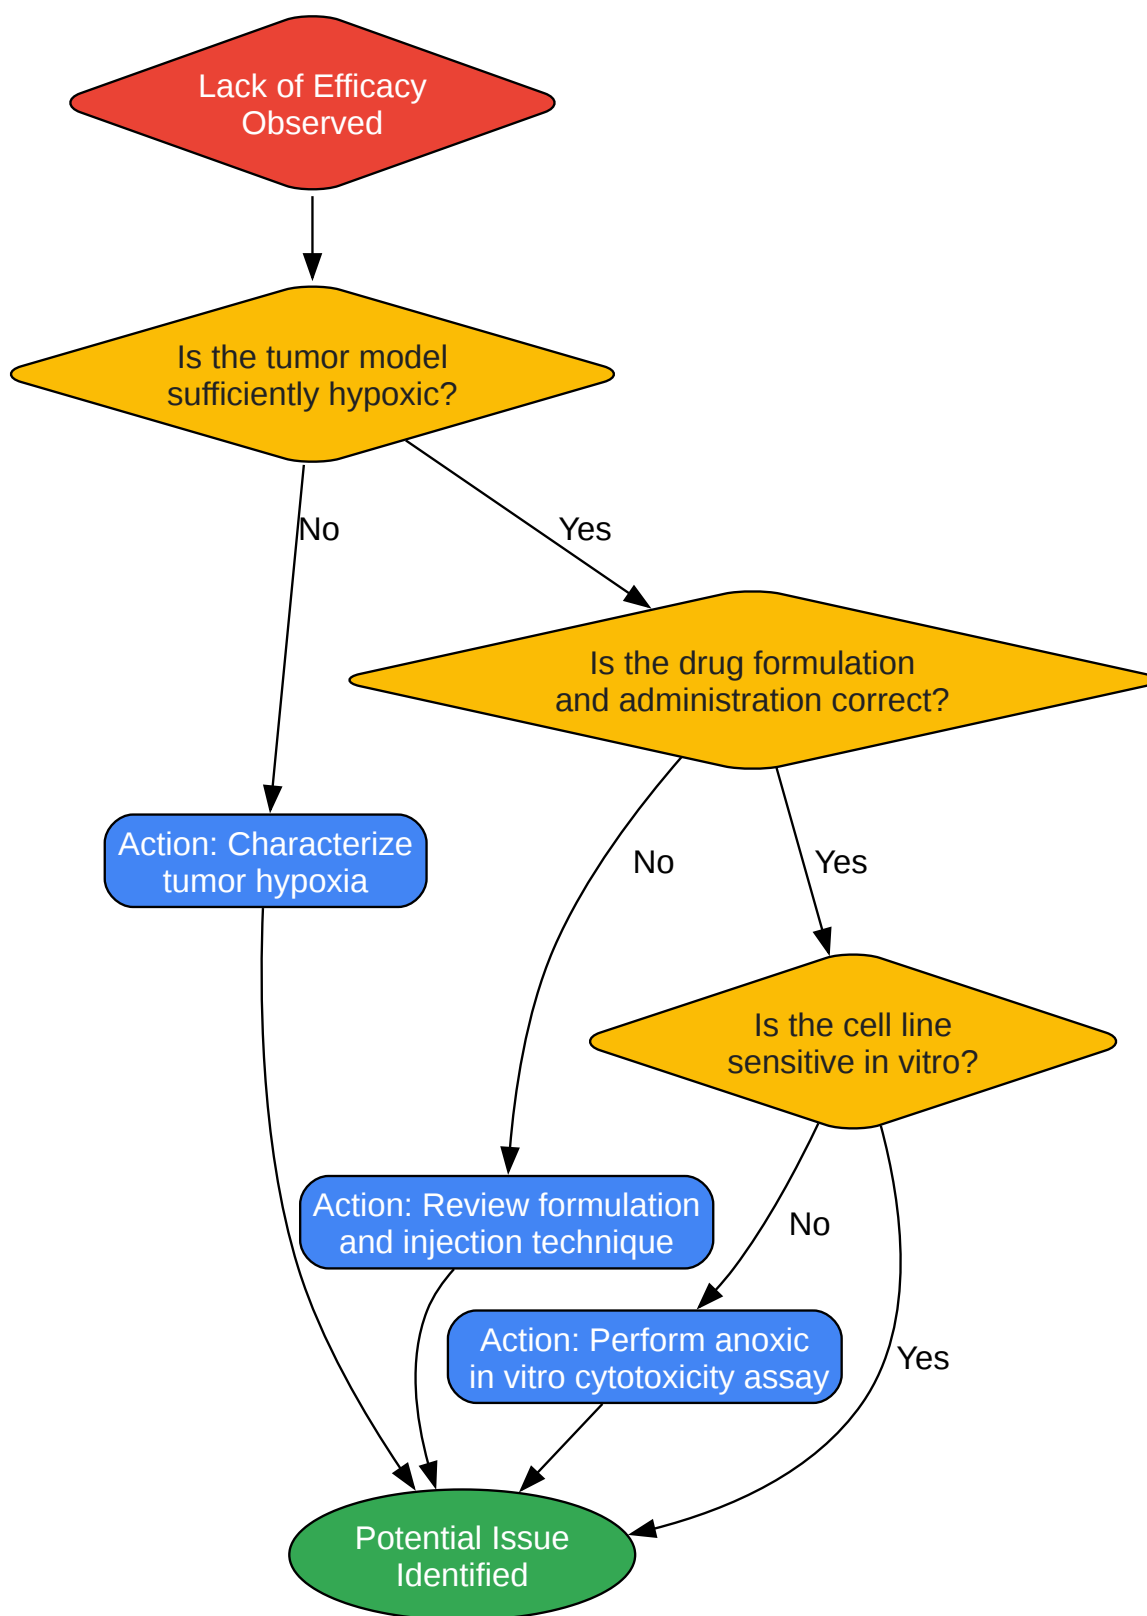 Lack of Efficacy
Observed
Is the tumor model
sufficiently hypoxic?
No
Yes
Is the drug formulation
and administration correct?
Action: Characterize
tumor hypoxia
No
Yes
Is the cell line
sensitive in vitro?
Action: Review formulation
and injection technique
No
Action: Perform anoxic
in vitro cytotoxicity assay
Yes
Potential Issue
Identified